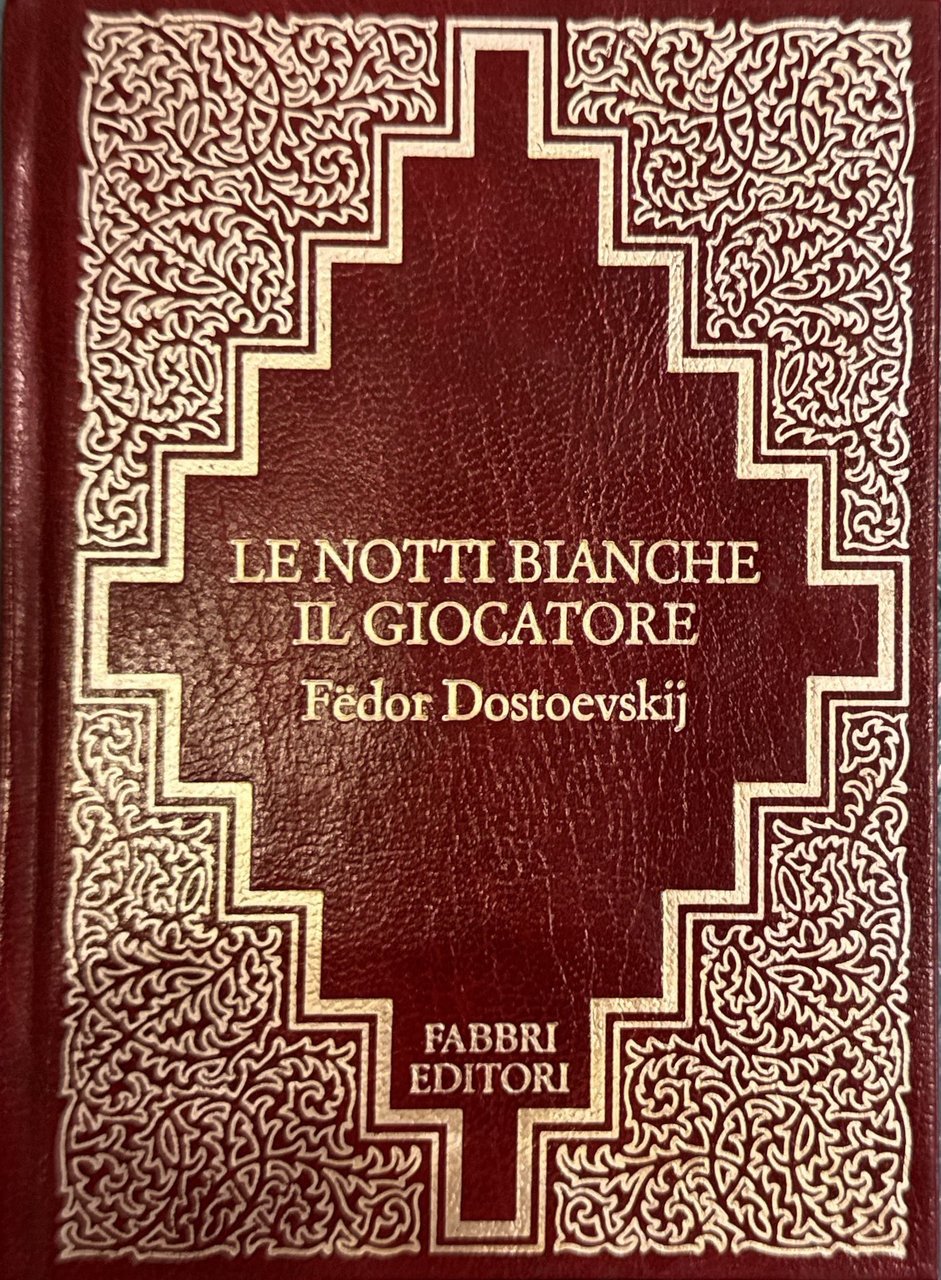 LE NOTTI BIANCHE
IL GIOCATORE
Fëdor Dostoevskij
FABBRI
EDITORI